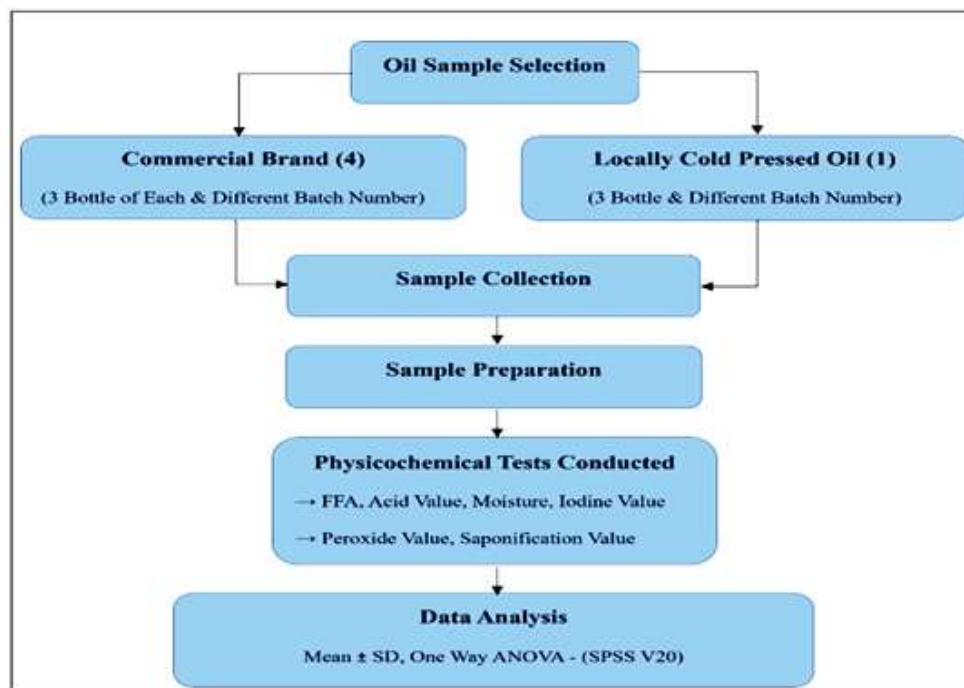 Oil Sample Selection
Commercial Brand (4)
(3 Bottle of Each & Different Batch Number)
Locally Cold Pressed Oil (1)
(3 Bottle & Different Batch Number)
Sample Collection
Sample Preparation
Physicochemical Tests Conducted
→ FFA, Acid Value, Moisture, Iodine Value
→ Peroxide Value, Saponification Value
Data Analysis
Mean ± SD, One Way ANOVA - (SPSS V20)